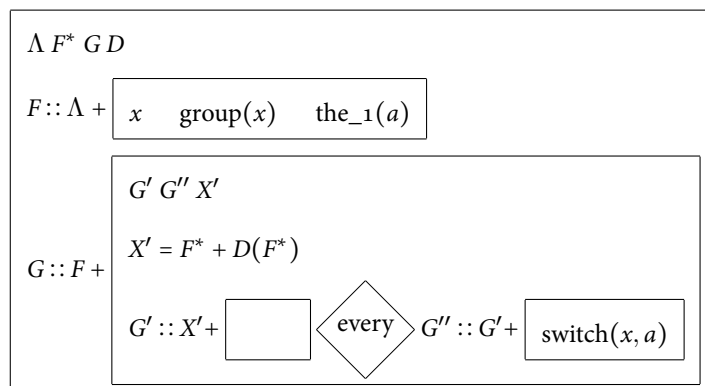 Λ F* G D
F :: Λ + x group(x) the_1(a)
G :: F +
G′ G″ X′
X′ = F* + D(F*)
G′ :: X′ + every G″ :: G′ + switch(x, a)